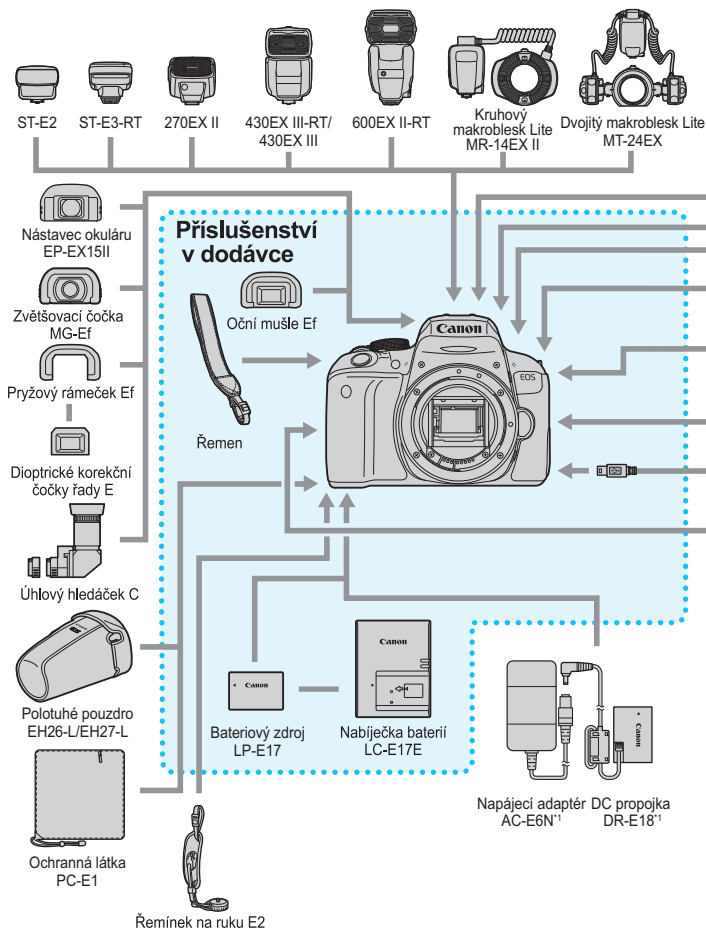 ST-E2
ST-E3-RT
270EX II
430EX III-RT/
430EX III
600EX II-RT
Kruhový
makroblesk Lite
MR-14EX II
Dvojitý makroblesk Lite
MT-24EX
Nástavec okuláru
EP-EX15II
Zvětšovací čočka
MG-Ef
Pryžový rámeček Ef
Dioptrické korekční
čočky řady E
Úhlový hledáček C
Polotuhé pouzdro
EH26-L/EH27-L
Ochranná látka
PC-E1
Řemínek na ruku E2
Příslušenství
v dodávce
Oční mušle Ef
Řemen
Canon
EOS
Canon
Bateriový zdroj
LP-E17
Canon
Nabíječka baterií
LC-E17E
Canon
Napájecí adaptér
AC-E6N*1
DC propojka
DR-E18*1